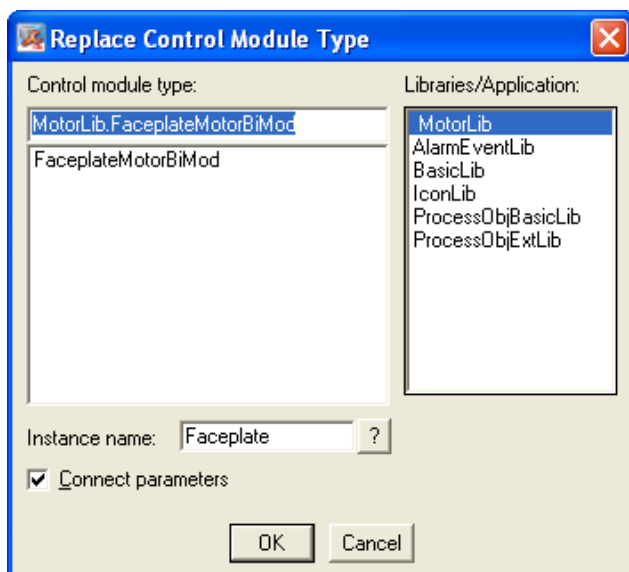 Replace Control Module Type
Control module type:
MotorLib.FaceplateMotorBiMod
FaceplateMotorBiMod
Libraries/Application:
MotorLib
AlarmEventLib
BasicLib
IconLib
ProcessObjBasicLib
ProcessObjExtLib
Instance name:
Faceplate
?
Connect parameters
OK
Cancel